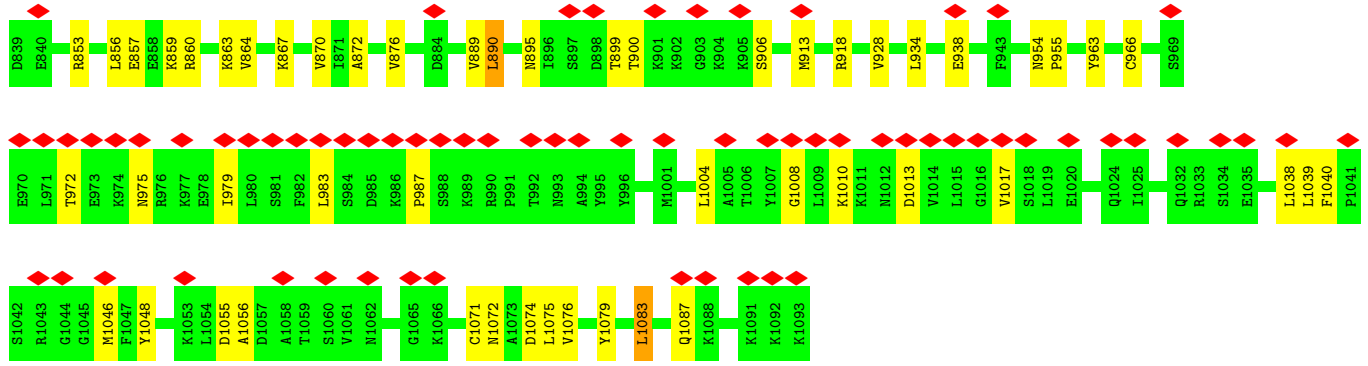 D839 E840 R853 L856 E857 E858 K859 R860 K863 V864 K867 V870 I871 A872 V876 D884 V889 L890 N895 I896 S897 D898 T899 T900 K901 K902 G903 K904 K905 S906 M913 R918 V928 L934 E938 F943 N954 P955 Y963 C966 S969
E970 L971 T972 E973 K974 N975 R976 K977 E978 I979 L980 S981 F982 L983 S984 D985 K986 P987 S988 K989 R990 P991 T992 N993 A994 Y995 Y996 M1001 L1004 A1005 T1006 Y1007 G1008 L1009 K1010 K1011 N1012 D1013 V1014 L1015 G1016 V1017 S1018 L1019 E1020 Q1024 I1025 Q1032 R1033 S1034 E1035 L1038 L1039 F1040 P1041
S1042 R1043 G1044 G1045 M1046 F1047 Y1048 K1053 L1054 D1055 A1056 D1057 A1058 T1059 S1060 V1061 N1062 G1065 K1066 C1071 N1072 A1073 D1074 L1075 V1076 Y1079 L1083 Q1087 K1088 K1091 K1092 K1093